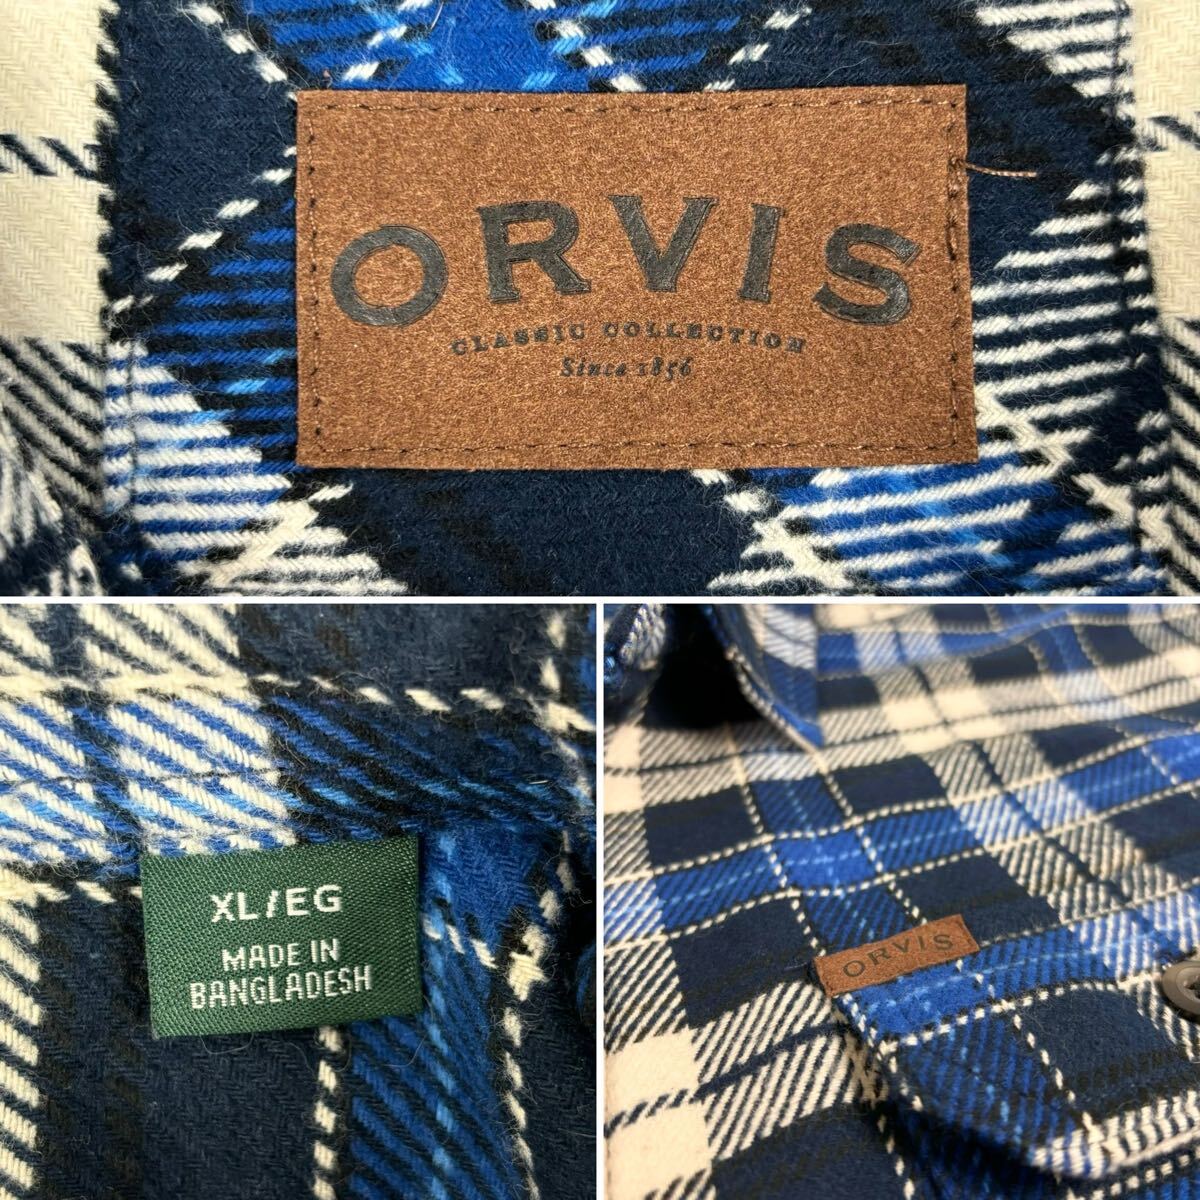 ORVIS
CLASSIC COLLECTION
Since 1856
XL/EG
MADE IN
BANGLADESH
ORVIS